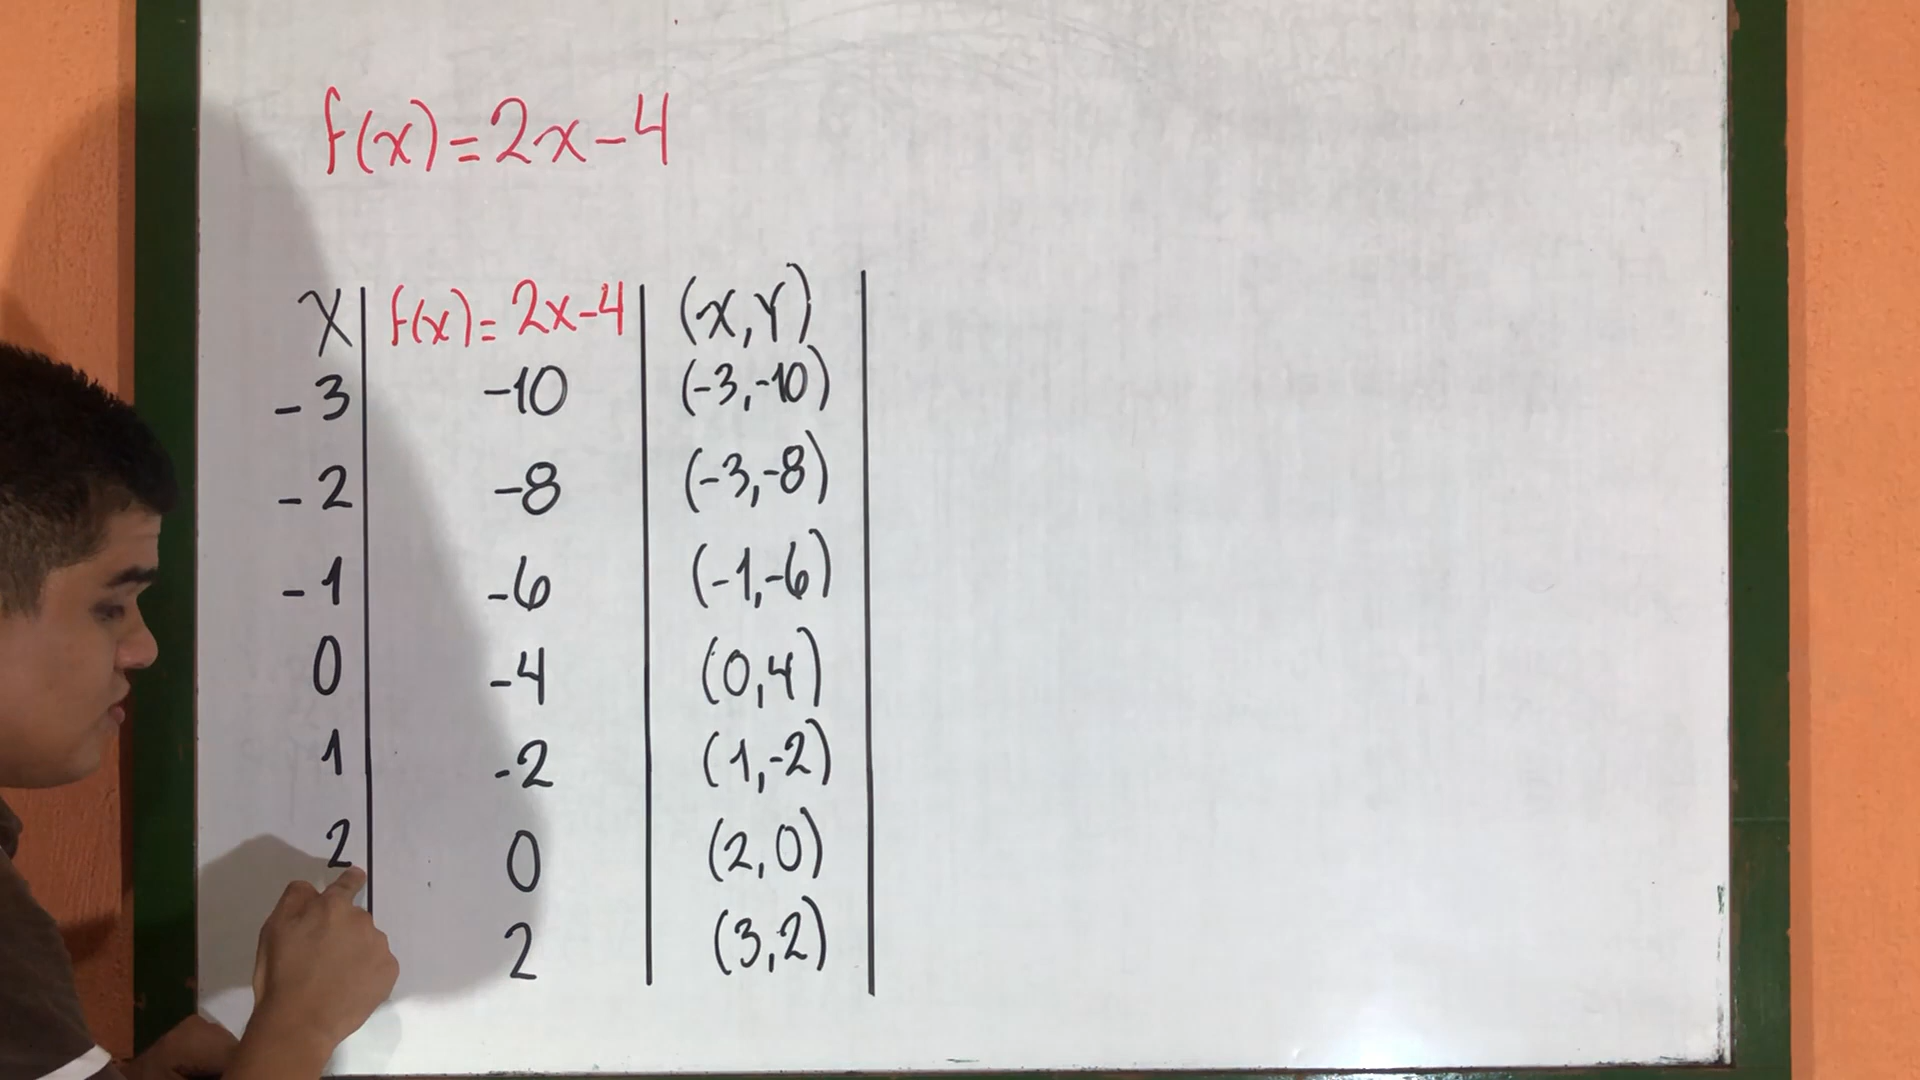 f(x)=2x-4
X f(x)= 2x-4 (x,Y)
-3 -10 (-3,-10)
-2 -8 (-3,-8)
-1 -6 (-1,-6)
0 -4 (0,4)
1 -2 (1,-2)
2 0 (2,0)
2 (3,2)